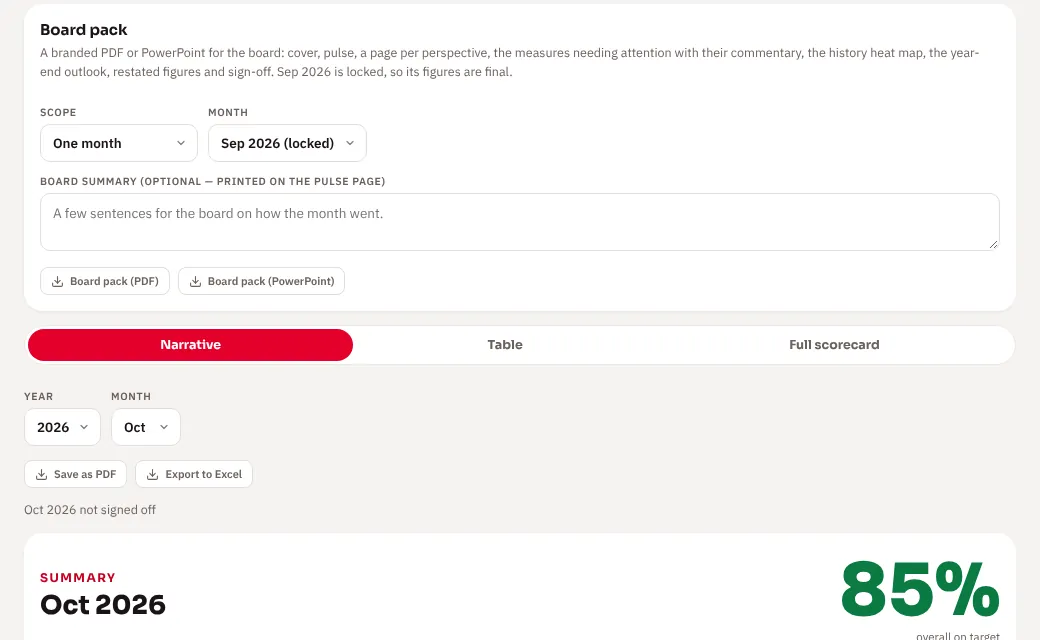 Board pack
A branded PDF or PowerPoint for the board: cover, pulse, a page per perspective, the measures needing attention with their commentary, the history heat map, the year-
end outlook, restated figures and sign-off. Sep 2026 is locked, so its figures are final.
SCOPE MONTH
One month Sep 2026 (locked)
BOARD SUMMARY (OPTIONAL — PRINTED ON THE PULSE PAGE)
A few sentences for the board on how the month went.
Board pack (PDF) Board pack (PowerPoint)
Narrative Table Full scorecard
YEAR MONTH
2026 Oct
Save as PDF Export to Excel
Oct 2026 not signed off
SUMMARY
Oct 2026
85%
overall on target